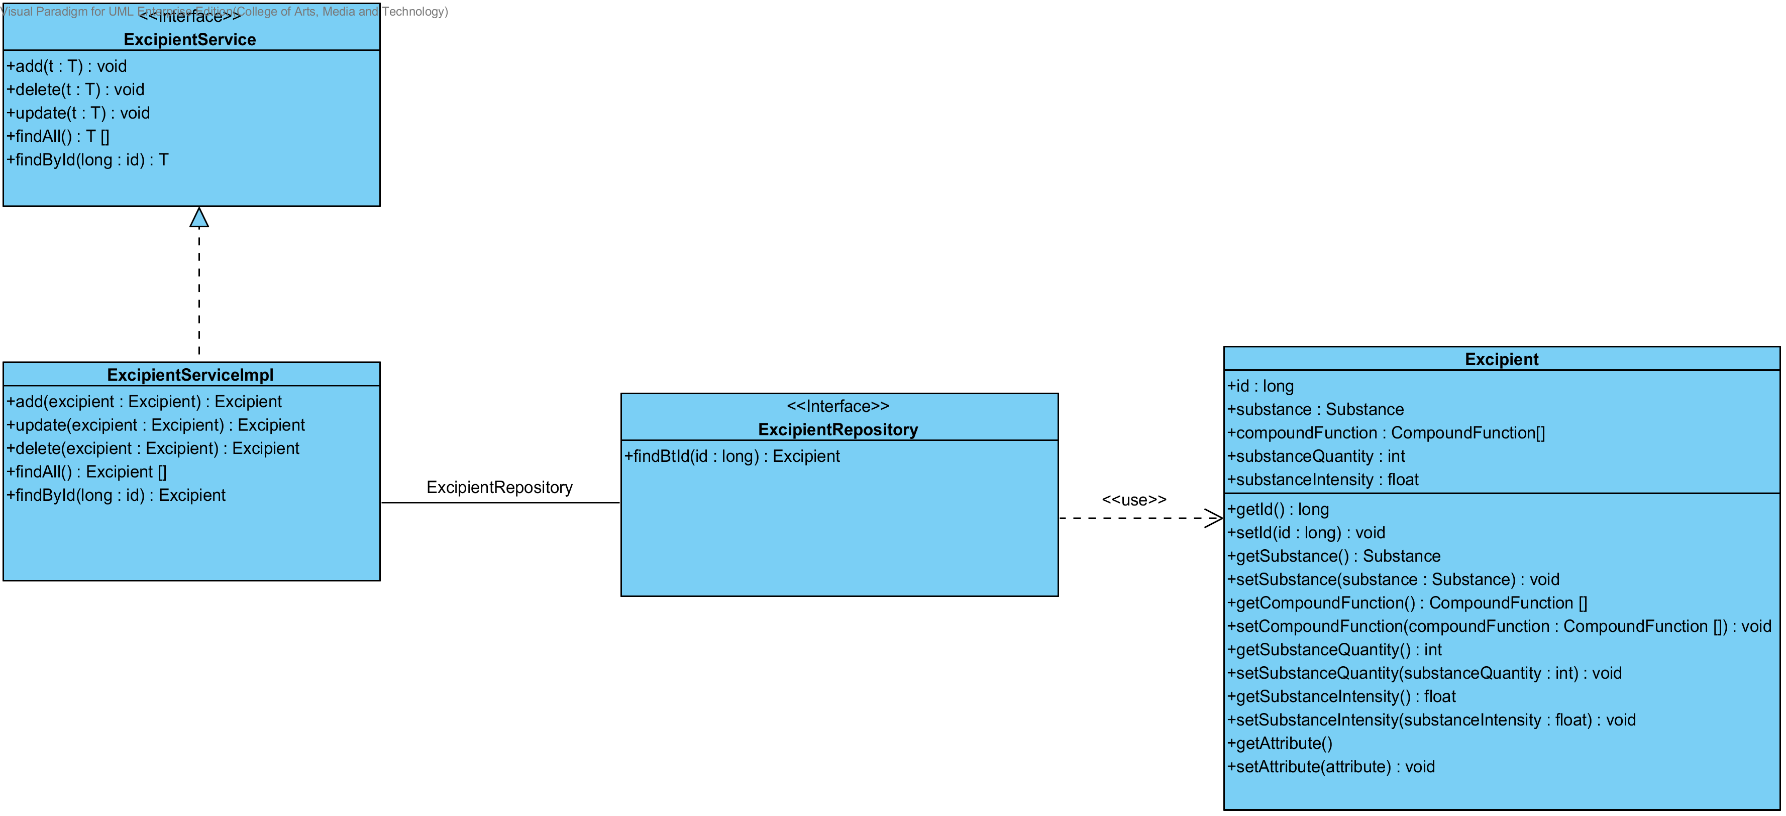 Visual Paradigm for UML Enterprise Edition(College of Arts, Media and Technology)
<<Interface>>
ExcipientService
+add(t : T) : void
+delete(t : T) : void
+update(t : T) : void
+findAll() : T []
+findById(long : id) : T
ExcipientServiceImpl
+add(excipient : Excipient) : Excipient
+update(excipient : Excipient) : Excipient
+delete(excipient : Excipient) : Excipient
+findAll() : Excipient []
+findById(long : id) : Excipient
ExcipientRepository
<<Interface>>
ExcipientRepository
+findBtId(id : long) : Excipient
<<use>>
Excipient
+id : long
+substance : Substance
+compoundFunction : CompoundFunction[]
+substanceQuantity : int
+substanceIntensity : float
+getId() : long
+setId(id : long) : void
+getSubstance() : Substance
+setSubstance(substance : Substance) : void
+getCompoundFunction() : CompoundFunction []
+setCompoundFunction(compoundFunction : CompoundFunction []) : void
+getSubstanceQuantity() : int
+setSubstanceQuantity(substanceQuantity : int) : void
+getSubstanceIntensity() : float
+setSubstanceIntensity(substanceIntensity : float) : void
+getAttribute()
+setAttribute(attribute) : void